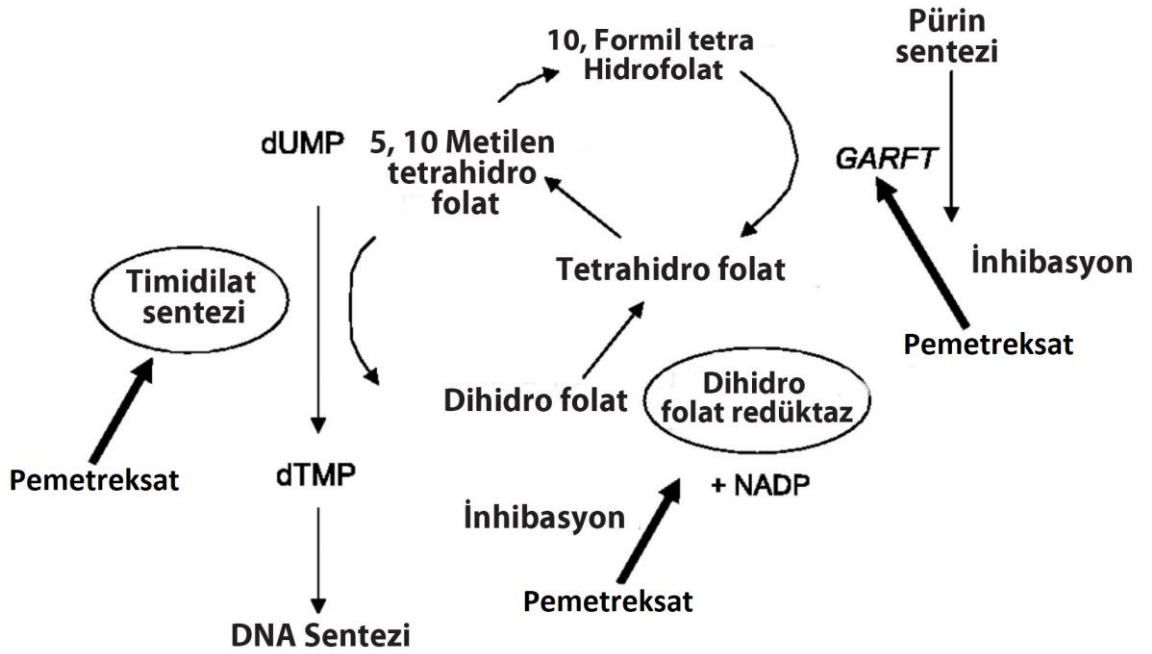 10, Formil tetra
Hidrofolat
Pürin
sentezi
dUMP
5, 10 Metilen
tetrahidro
folat
GARFT
Timidilat
sentezi
Tetrahidro folat
İnhibasyon
Pemetreksat
Dihidro folat
Dihidro
folat redüktaz
Pemetreksat
dTMP
+ NADP
İnhibasyon
Pemetreksat
DNA Sentezi